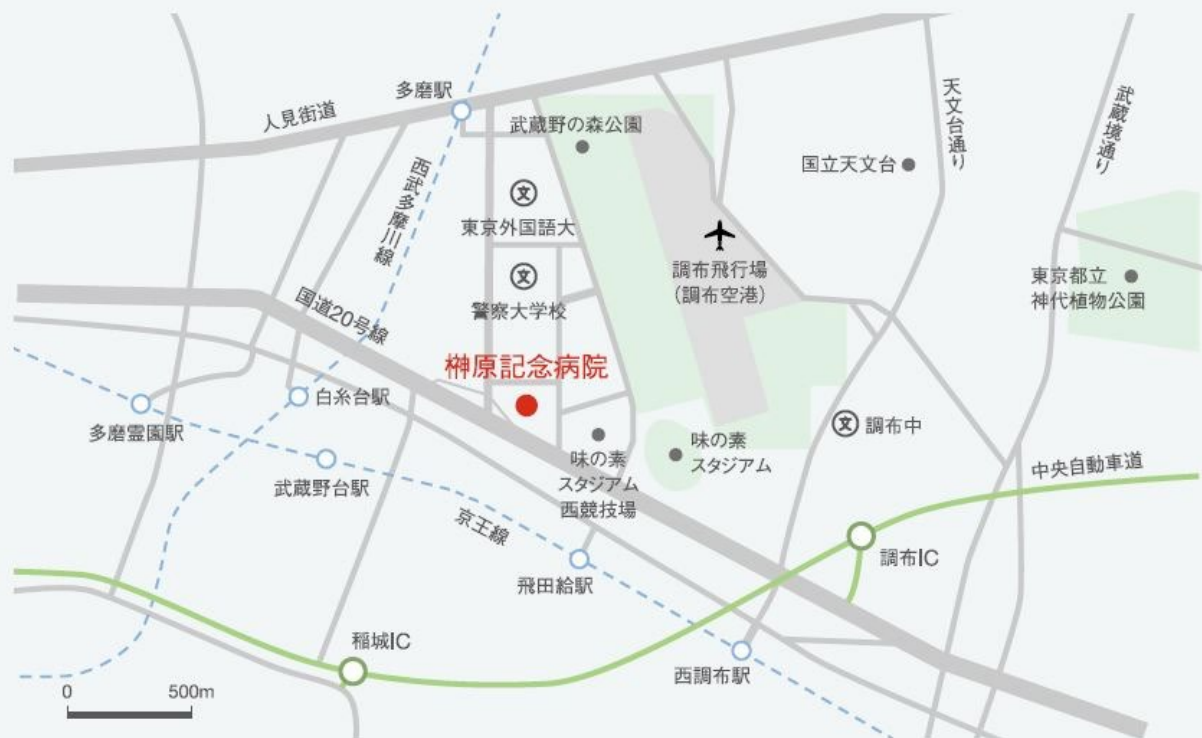 多磨駅
人見街道
武蔵野の森公園
天文台通り
武蔵境通り
国立天文台
西武多摩川線
文
東京外国語大
調布飛行場
（調布空港）
東京都立
神代植物公園
文
警察大学校
国道20号線
榊原記念病院
白糸台駅
多磨霊園駅
文
調布中
味の素
スタジアム
味の素
スタジアム
西競技場
中央自動車道
武蔵野台駅
京王線
調布IC
飛田給駅
稲城IC
西調布駅
0
500m